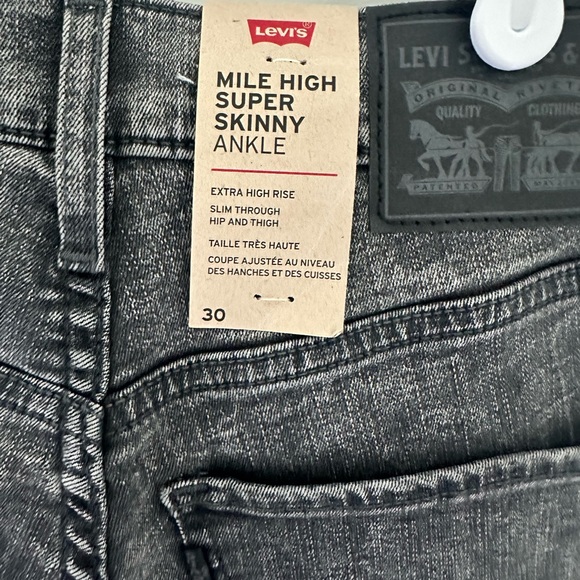 LEVI'S
MILE HIGH
SUPER
SKINNY
ANKLE
EXTRA HIGH RISE
SLIM THROUGH
HIP AND THIGH
TAILLE TRÈS HAUTE
COUPE AJUSTÉE AU NIVEAU
DES HANCHES ET DES CUISSES
30
LEVI S &
ORIGINAL RIVETED
QUALITY CLOTHING
PATENTED